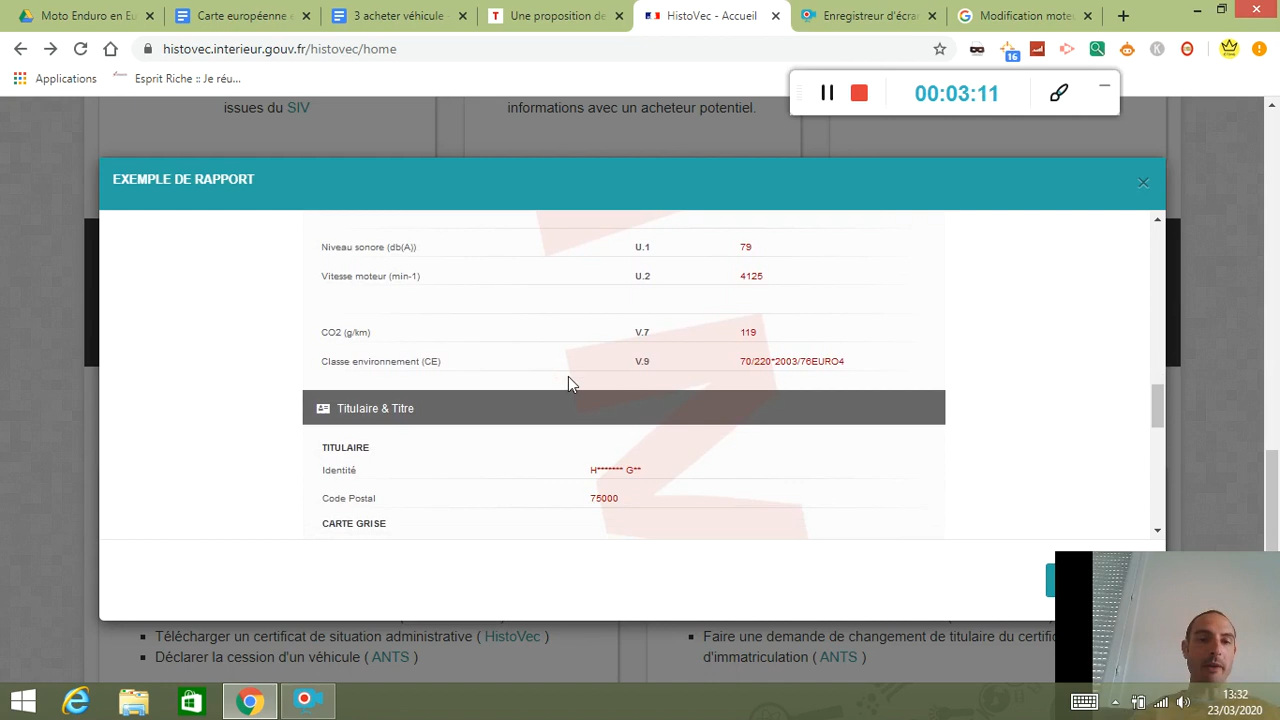 Moto Enduro en Eu
Carte européenne
3 acheter véhicule -
Une proposition de
HistoVec - Accueil
Enregistreur d'écra
Modification mote
histovec.interieur.gouv.fr/histovec/home
16
Applications
Esprit Riche :: Je réu...
issues du SIV
informations avec un acheteur potentiel.
00:03:11
EXEMPLE DE RAPPORT
Niveau sonore (db(A)) U.1 79
Vitesse moteur (min-1) U.2 4125
CO2 (g/km) V.7 119
Classe environnement (CE) V.9 70/220*2003/76EURO4
Titulaire & Titre
TITULAIRE
Identité H******* G**
Code Postal 75000
CARTE GRISE
Télécharger un certificat de situation administrative ( HistoVec )
Déclarer la cession d'un véhicule ( ANTS )
Faire une demande de changement de titulaire du certifi
d'immatriculation ( ANTS )
13:32
23/03/2020